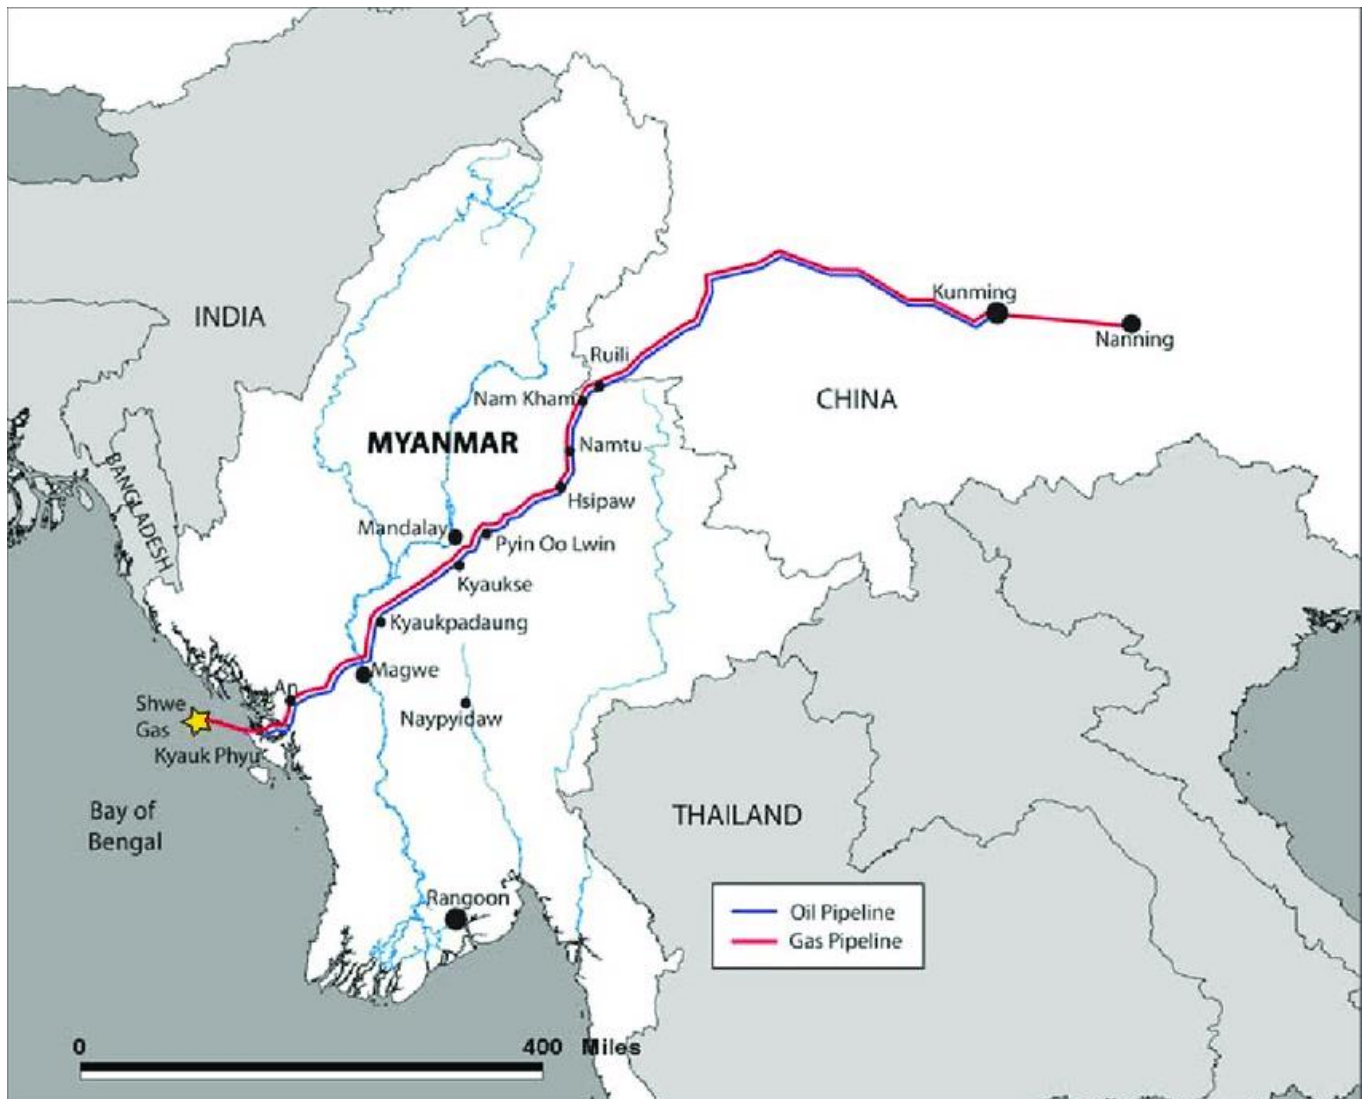 Kunming
INDIA
Nanning
Ruili
Nam Kham
CHINA
MYANMAR
Namtu
BANGLADESH
Hsipaw
Mandalay
Pyin Oo Lwin
Kyaukse
Kyaukpadaung
Magwe
An
Shwe
Gas
Naypyidaw
Kyauk Phyu
Bay of
Bengal
THAILAND
Rangoon
Oil Pipeline
Gas Pipeline
0 400 Miles